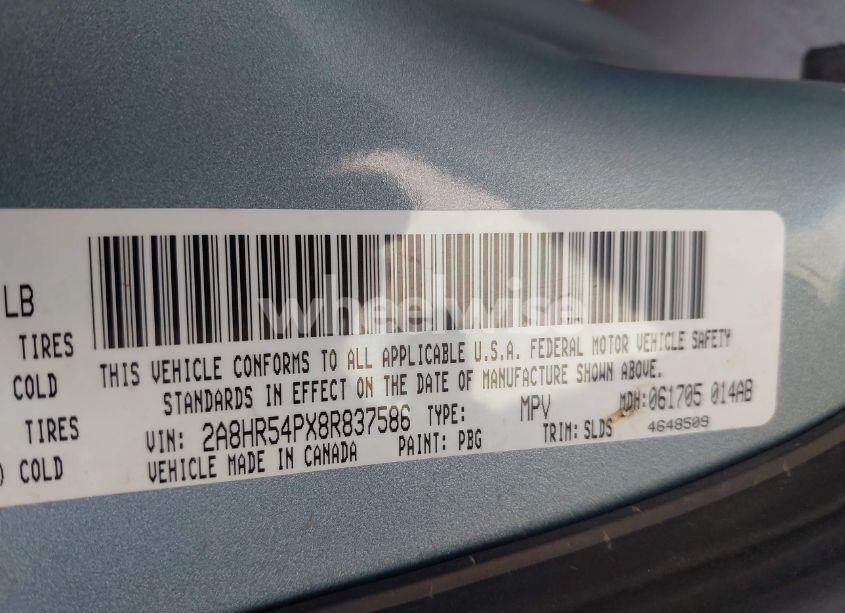 LB
TIRES
COLD
TIRES
) COLD
wheelwise
THIS VEHICLE CONFORMS TO ALL APPLICABLE U.S.A. FEDERAL MOTOR VEHICLE SAFETY
STANDARDS IN EFFECT ON THE DATE OF MANUFACTURE SHOWN ABOVE.
VIN: 2A8HR54PX8R837586 TYPE: MPV MDH:061705 014AB
VEHICLE MADE IN CANADA PAINT: PBG TRIM: SLDS 4648509